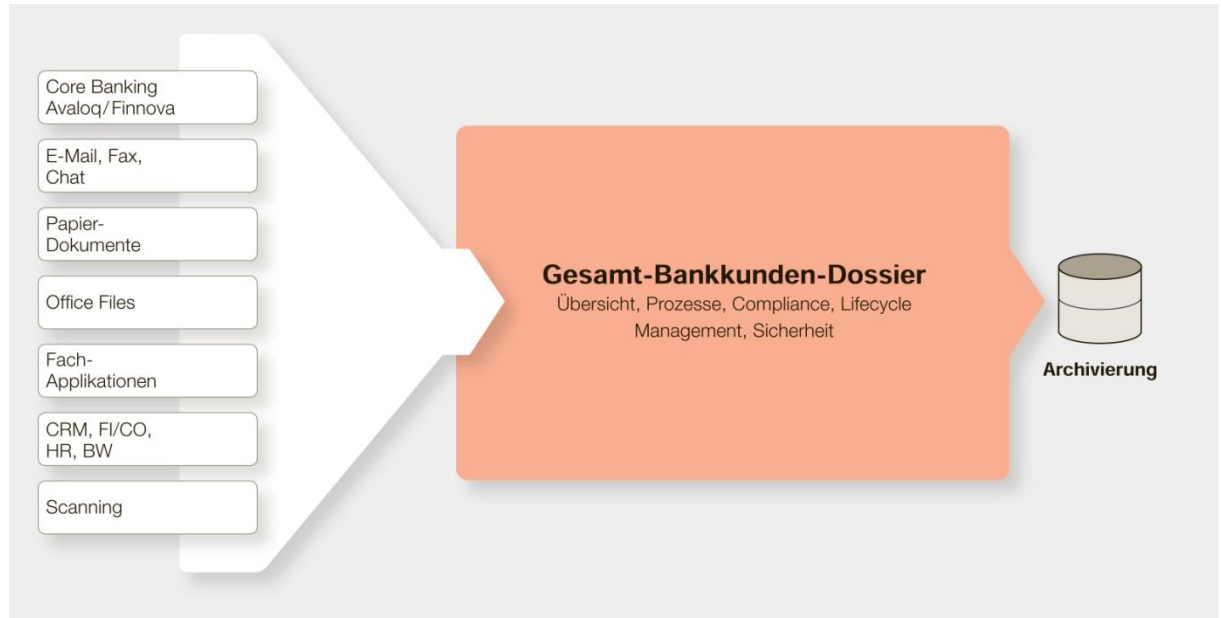 Core Banking
Avaloq/Finnova
E-Mail, Fax,
Chat
Papier-
Dokumente
Office Files
Fach-
Applikationen
CRM, FI/CO,
HR, BW
Scanning
Gesamt-Bankkunden-Dossier
Übersicht, Prozesse, Compliance, Lifecycle
Management, Sicherheit
Archivierung